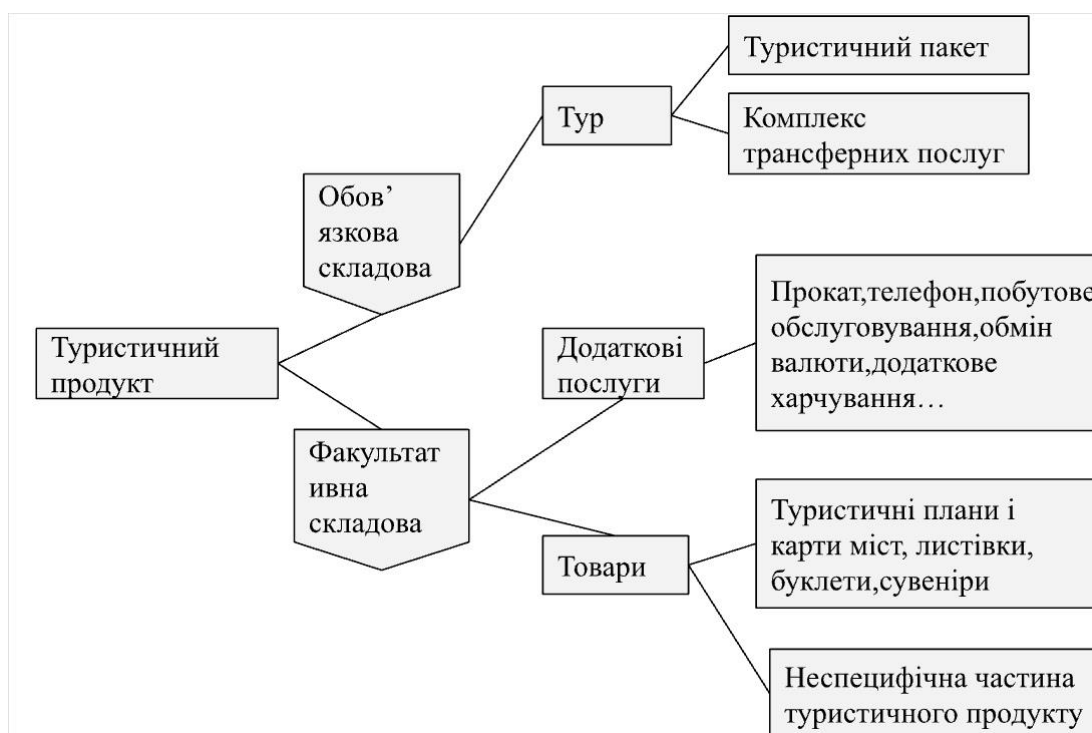 Туристичний пакет
Тур
Комплекс
трансферних послуг
Обов’
язкова
складова
Прокат,телефон,побутове
обслуговування,обмін
валюти,додаткове
харчування…
Туристичний
продукт
Додаткові
послуги
Факультат
ивна
складова
Туристичні плани і
карти міст, листівки,
буклети,сувеніри
Товари
Неспецифічна частина
туристичного продукту